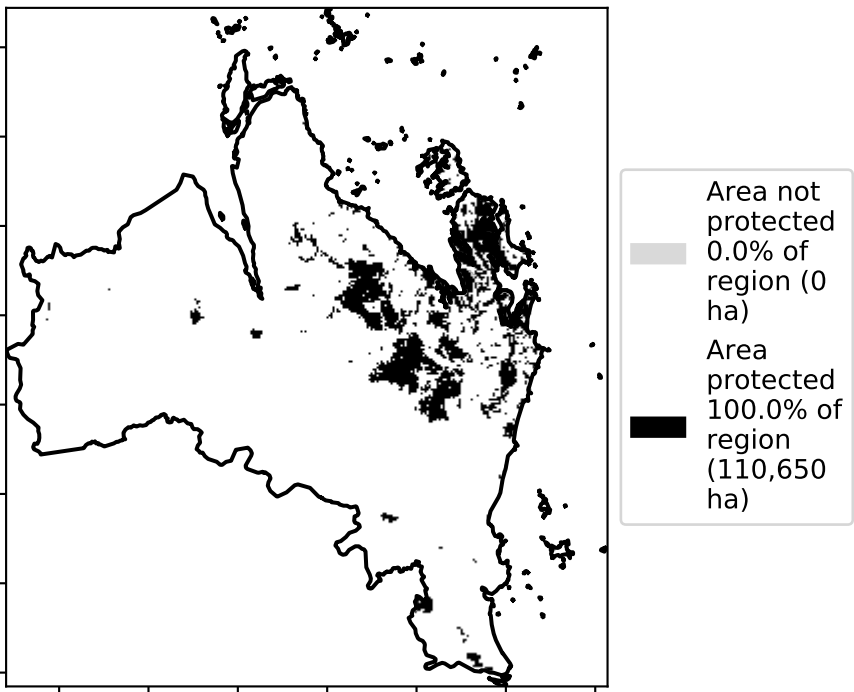 Area not
protected
0.0% of
region (0
ha)
Area
protected
100.0% of
region
(110,650
ha)